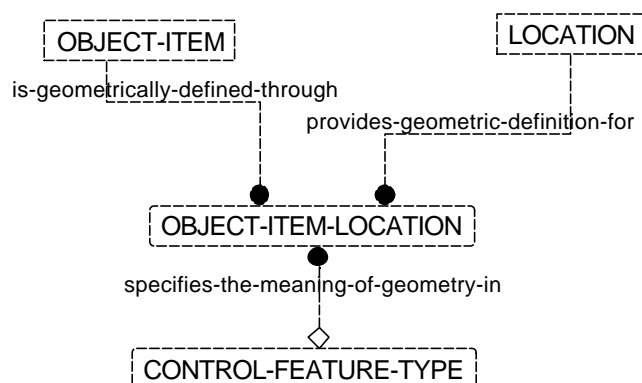 OBJECT-ITEM
LOCATION
is-geometrically-defined-through
provides-geometric-definition-for
OBJECT-ITEM-LOCATION
specifies-the-meaning-of-geometry-in
CONTROL-FEATURE-TYPE